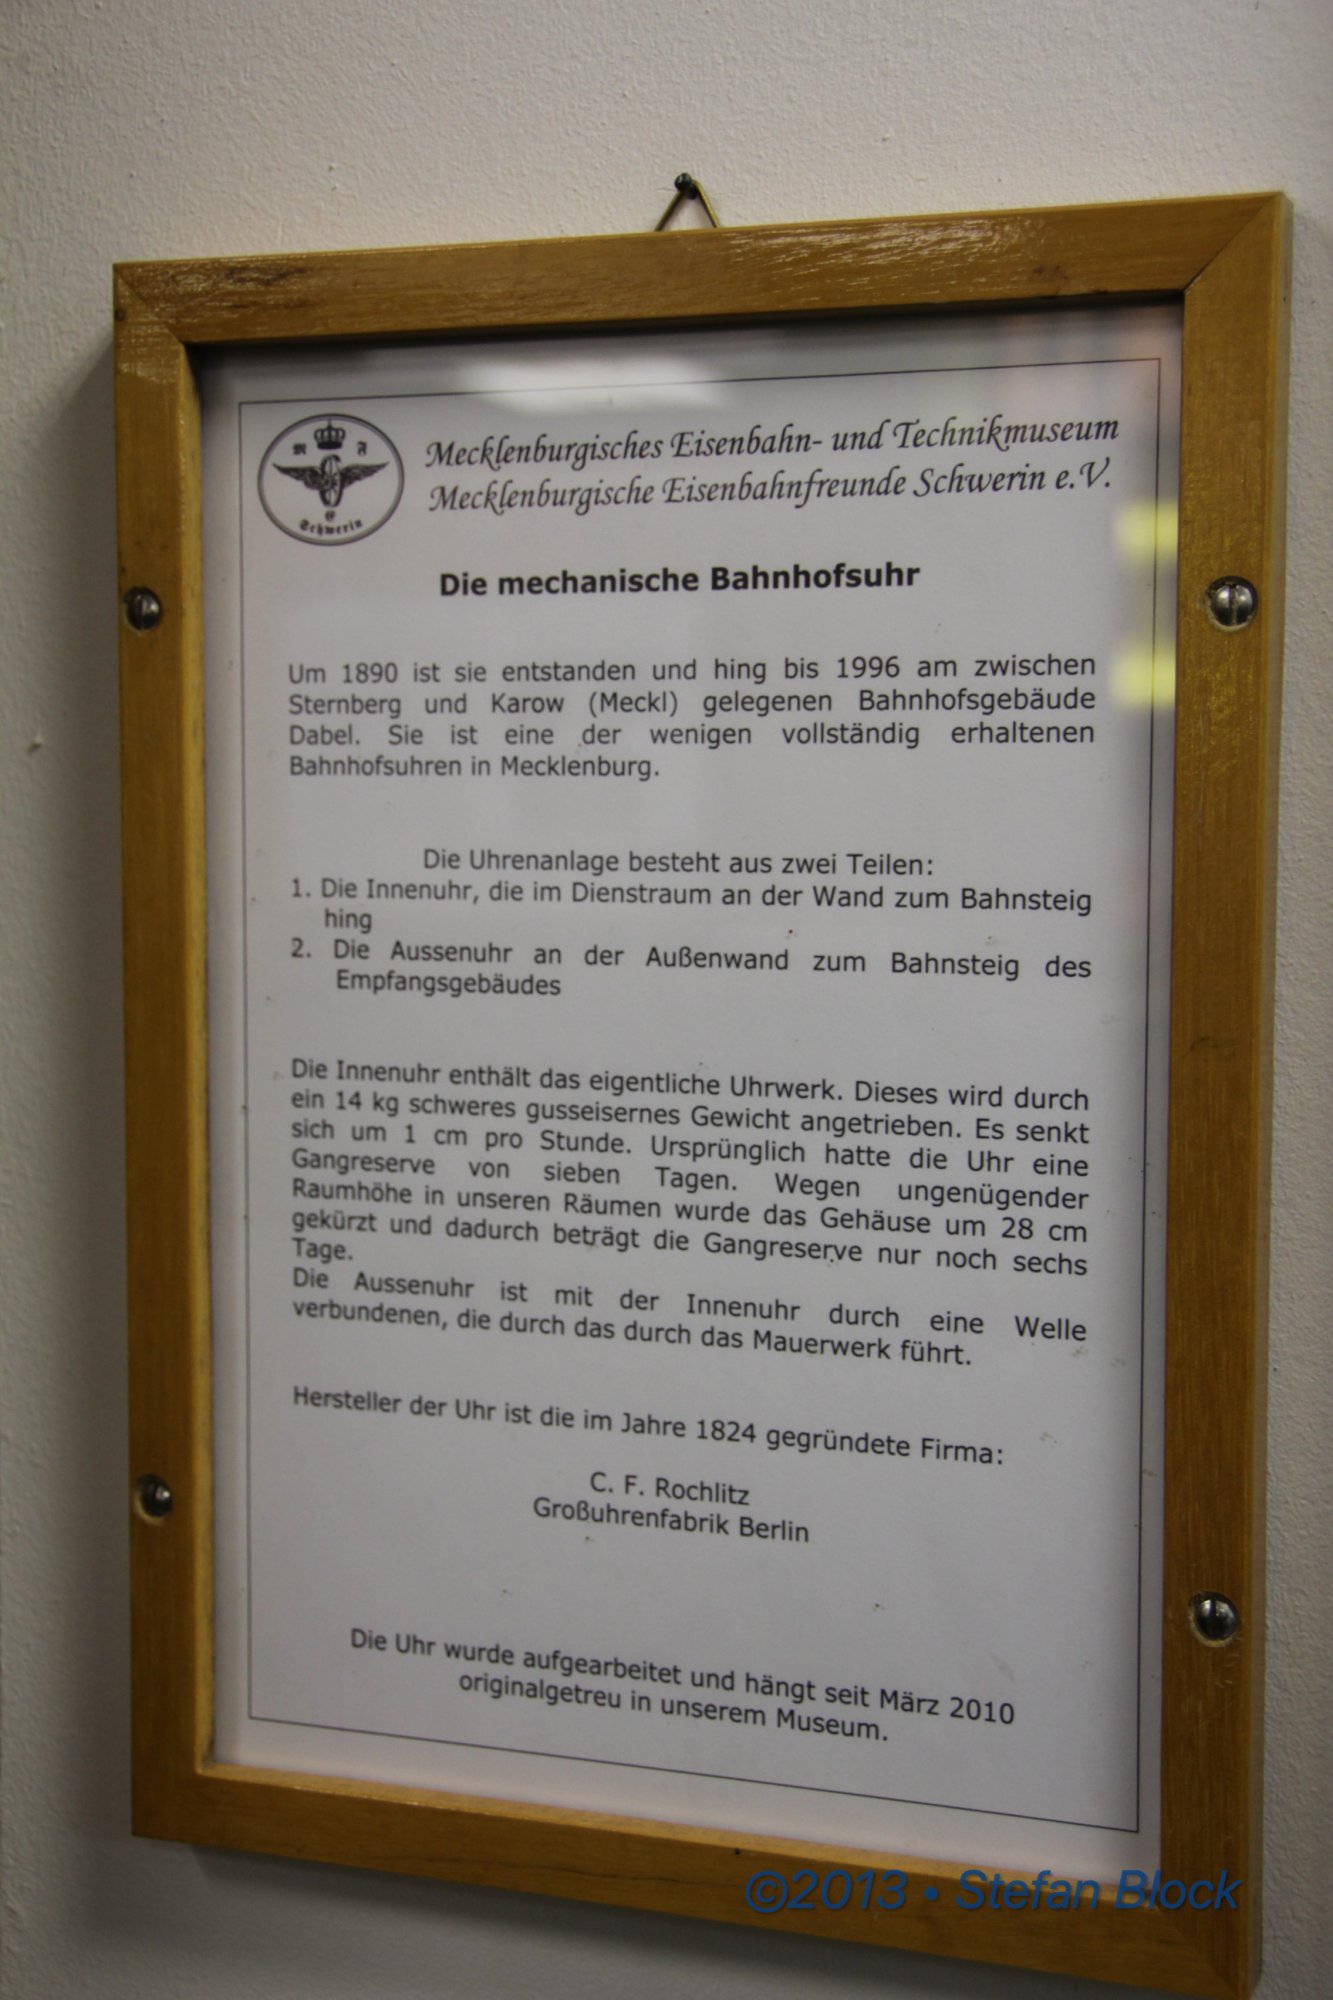 M F
Schwerin
Mecklenburgisches Eisenbahn- und Technikmuseum
Mecklenburgische Eisenbahnfreunde Schwerin e.V.
Die mechanische Bahnhofsuhr
Um 1890 ist sie entstanden und hing bis 1996 am zwischen
Sternberg und Karow (Meckl) gelegenen Bahnhofsgebäude
Dabel. Sie ist eine der wenigen vollständig erhaltenen
Bahnhofsuhren in Mecklenburg.
Die Uhrenanlage besteht aus zwei Teilen:
1. Die Innenuhr, die im Dienstraum an der Wand zum Bahnsteig
hing
2. Die Aussenuhr an der Außenwand zum Bahnsteig des
Empfangsgebäudes
Die Innenuhr enthält das eigentliche Uhrwerk. Dieses wird durch
ein 14 kg schweres gusseisernes Gewicht angetrieben. Es senkt
sich um 1 cm pro Stunde. Ursprünglich hatte die Uhr eine
Gangreserve von sieben Tagen. Wegen ungenügender
Raumhöhe in unseren Räumen wurde das Gehäuse um 28 cm
gekürzt und dadurch beträgt die Gangreserve nur noch sechs
Tage.
Die Aussenuhr ist mit der Innenuhr durch eine Welle
verbundenen, die durch das durch das Mauerwerk führt.
Hersteller der Uhr ist die im Jahre 1824 gegründete Firma:
C. F. Rochlitz
Großuhrenfabrik Berlin
Die Uhr wurde aufgearbeitet und hängt seit März 2010
originalgetreu in unserem Museum.
©2013 • Stefan Block